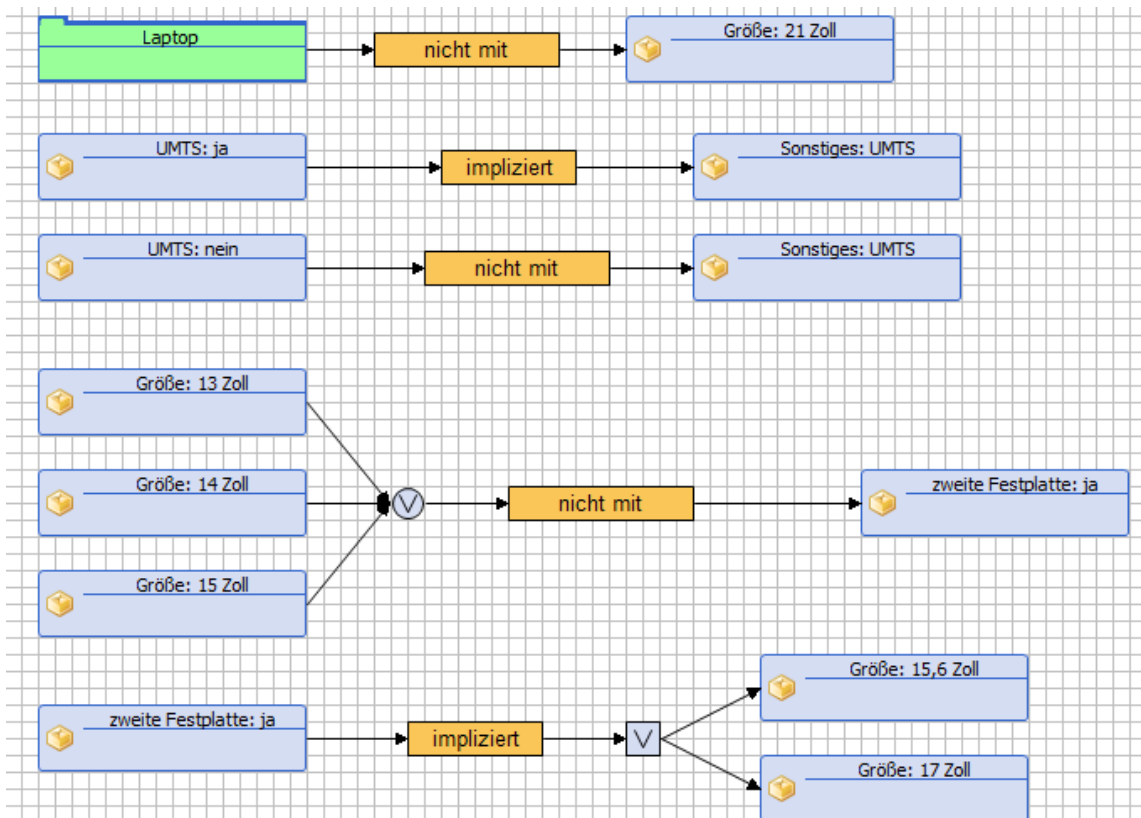 Laptop
nicht mit
Größe: 21 Zoll
UMTS: ja
impliziert
Sonstiges: UMTS
UMTS: nein
nicht mit
Sonstiges: UMTS
Größe: 13 Zoll
Größe: 14 Zoll
V
nicht mit
zweite Festplatte: ja
Größe: 15 Zoll
zweite Festplatte: ja
impliziert
V
Größe: 15,6 Zoll
Größe: 17 Zoll